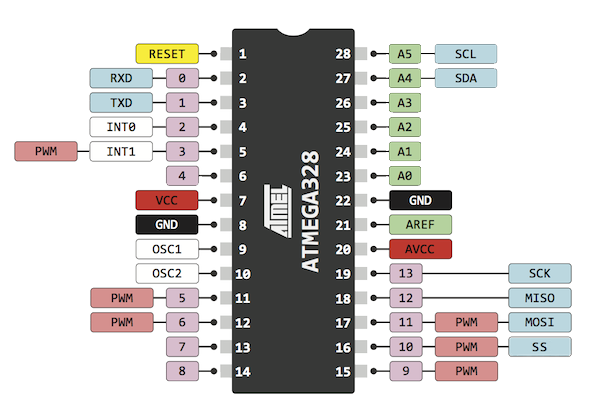 RESET 1 28 A5 SCL
RXD 0 2 27 A4 SDA
TXD 1 3 26 A3
INT0 2 4 25 A2
PWM INT1 3 5 24 A1
4 6 23 A0
VCC 7 22 GND
GND 8 21 AREF
OSC1 9 20 AVCC
OSC2 10 19 13 SCK
PWM 5 11 18 12 MISO
PWM 6 12 17 11 PWM MOSI
7 13 16 10 PWM SS
8 14 15 9 PWM
ATMEL
ATMEGA328